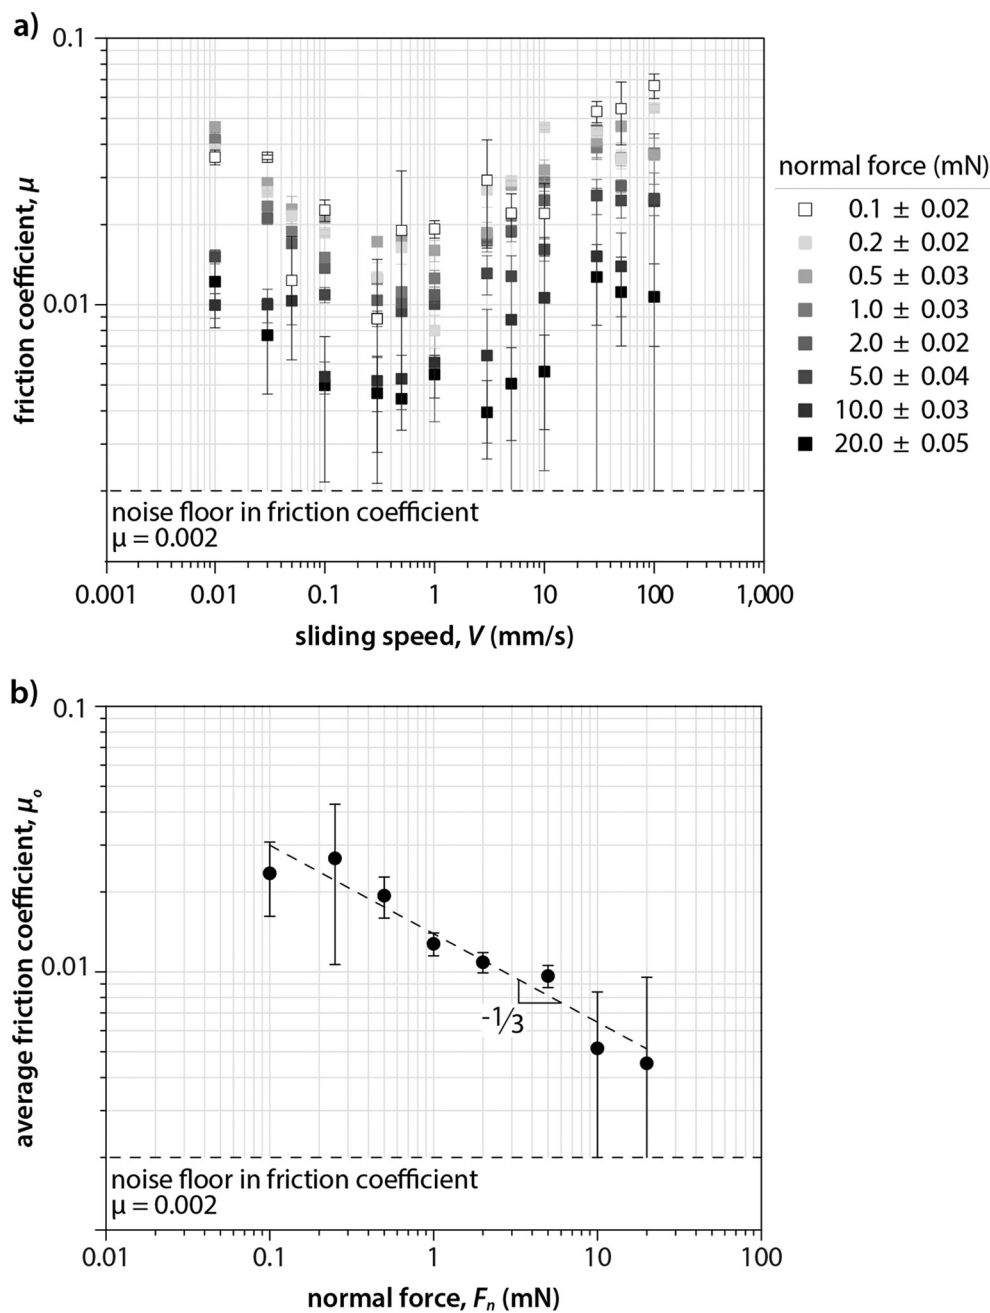 a)
0.1
0.01
friction coefficient, μ
noise floor in friction coefficient
μ = 0.002
0.001 0.01 0.1 1 10 100 1,000
sliding speed, V (mm/s)
normal force (mN)
0.1 ± 0.02
0.2 ± 0.02
0.5 ± 0.03
1.0 ± 0.03
2.0 ± 0.02
5.0 ± 0.04
10.0 ± 0.03
20.0 ± 0.05
b)
0.1
0.01
average friction coefficient, μₒ
-1/3
noise floor in friction coefficient
μ = 0.002
0.01 0.1 1 10 100
normal force, Fₙ (mN)